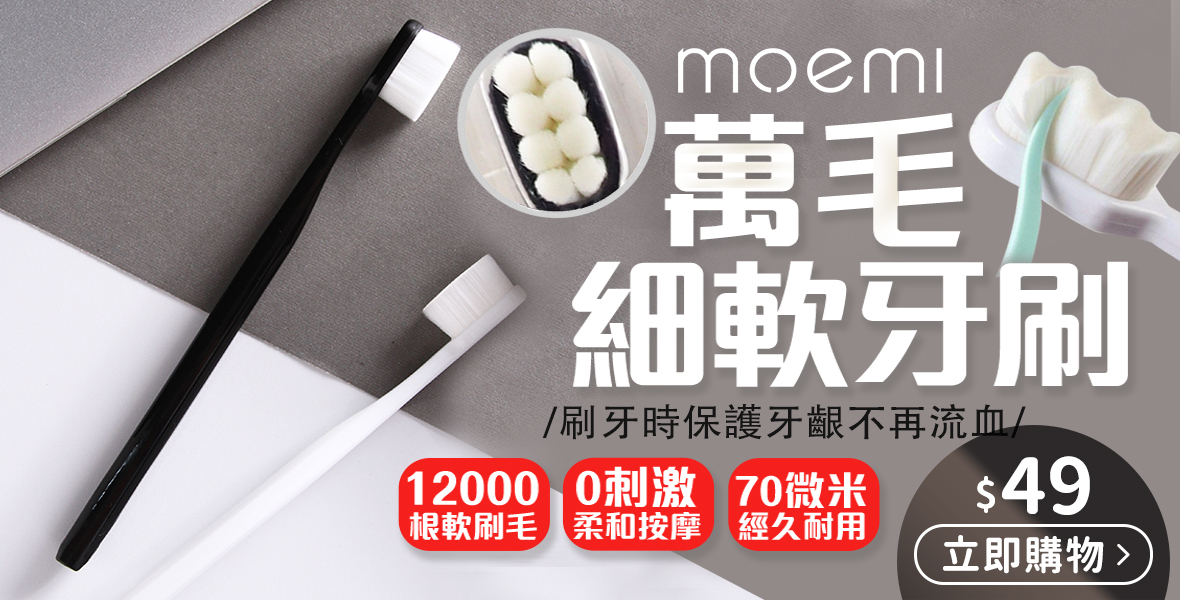 moemi
萬毛
細軟牙刷
/刷牙時保護牙齦不再流血/
12000
根軟刷毛
0刺激
柔和按摩
70微米
經久耐用
$49
立即購物 >